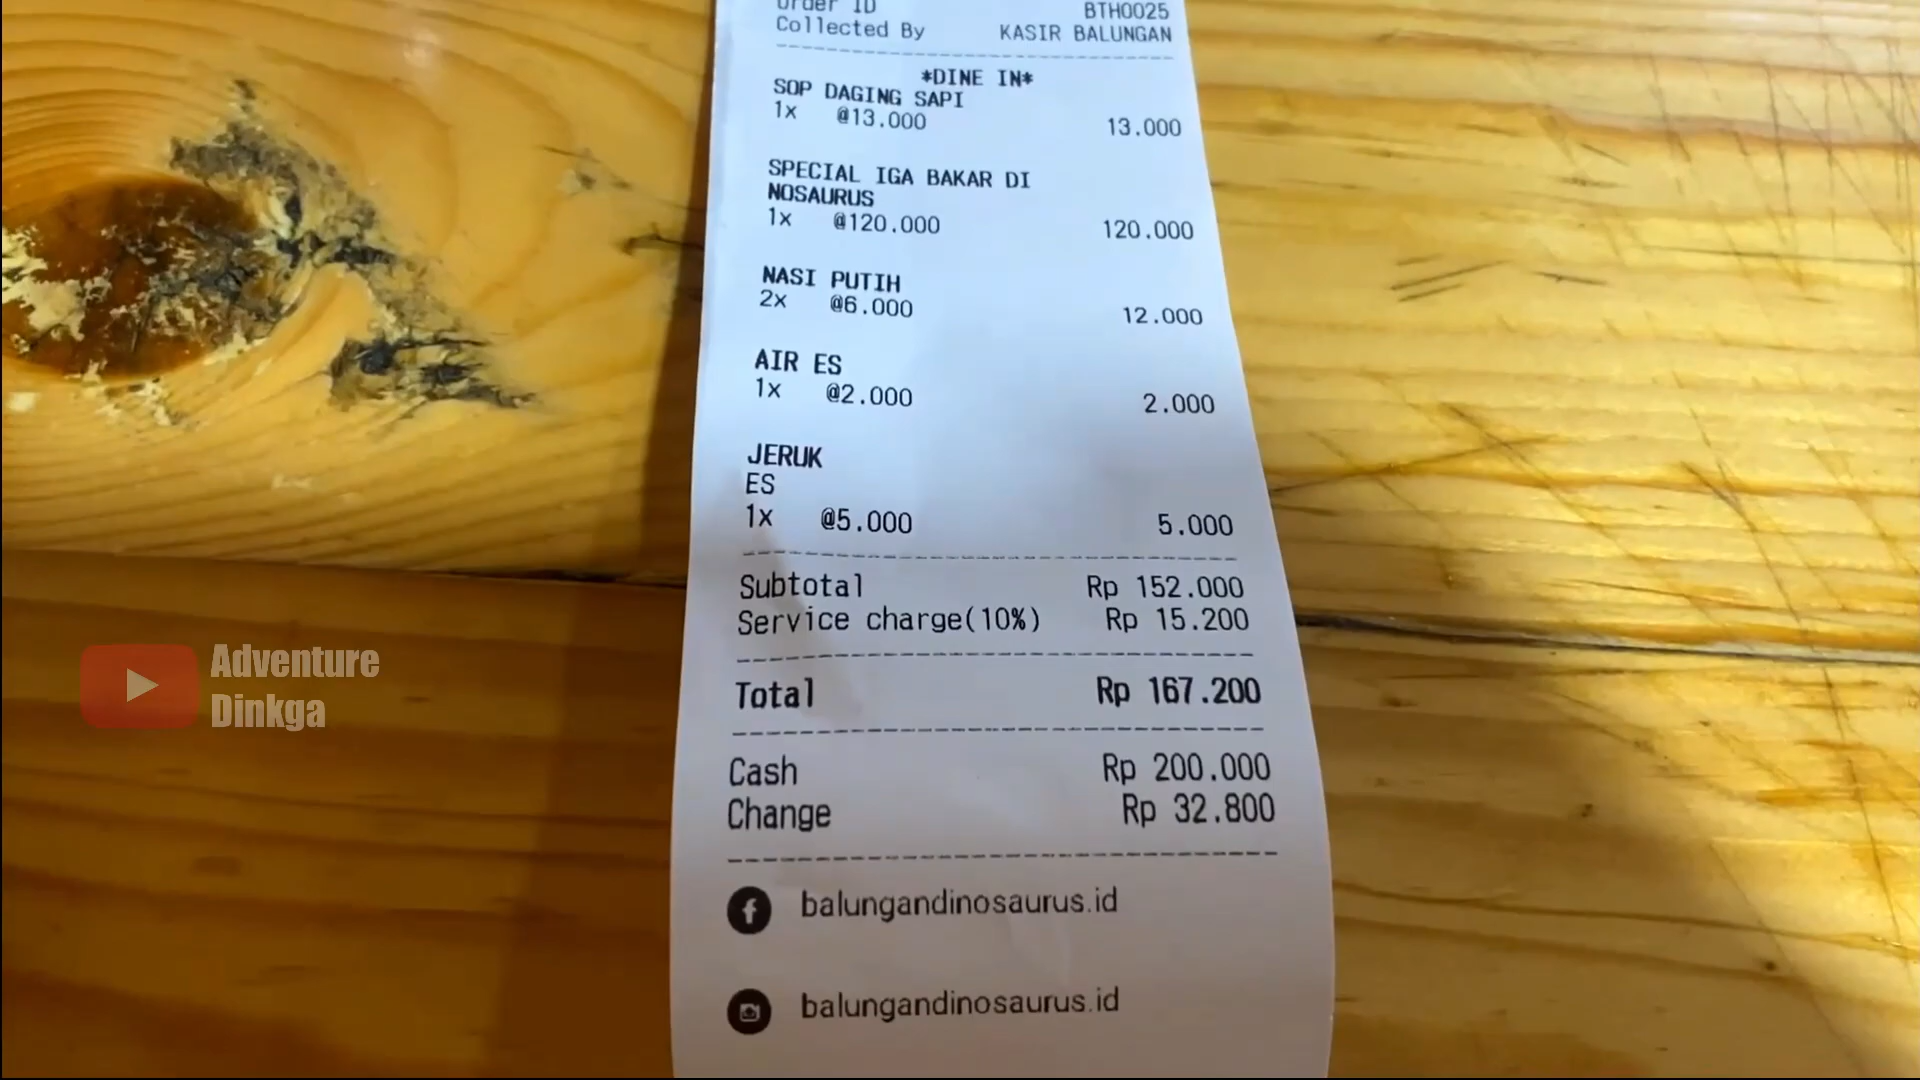 Order ID BTH0025
Collected By KASIR BALUNGAN
*DINE IN*
SOP DAGING SAPI
1x @13.000 13.000
SPECIAL IGA BAKAR DI
NOSAURUS
1x @120.000 120.000
NASI PUTIH
2x @6.000 12.000
AIR ES
1x @2.000 2.000
JERUK
ES
1x @5.000 5.000
Subtotal Rp 152.000
Service charge(10%) Rp 15.200
Total Rp 167.200
Cash Rp 200.000
Change Rp 32.800
balungandinosaurus.id
balungandinosaurus.id
Adventure
Dinkga